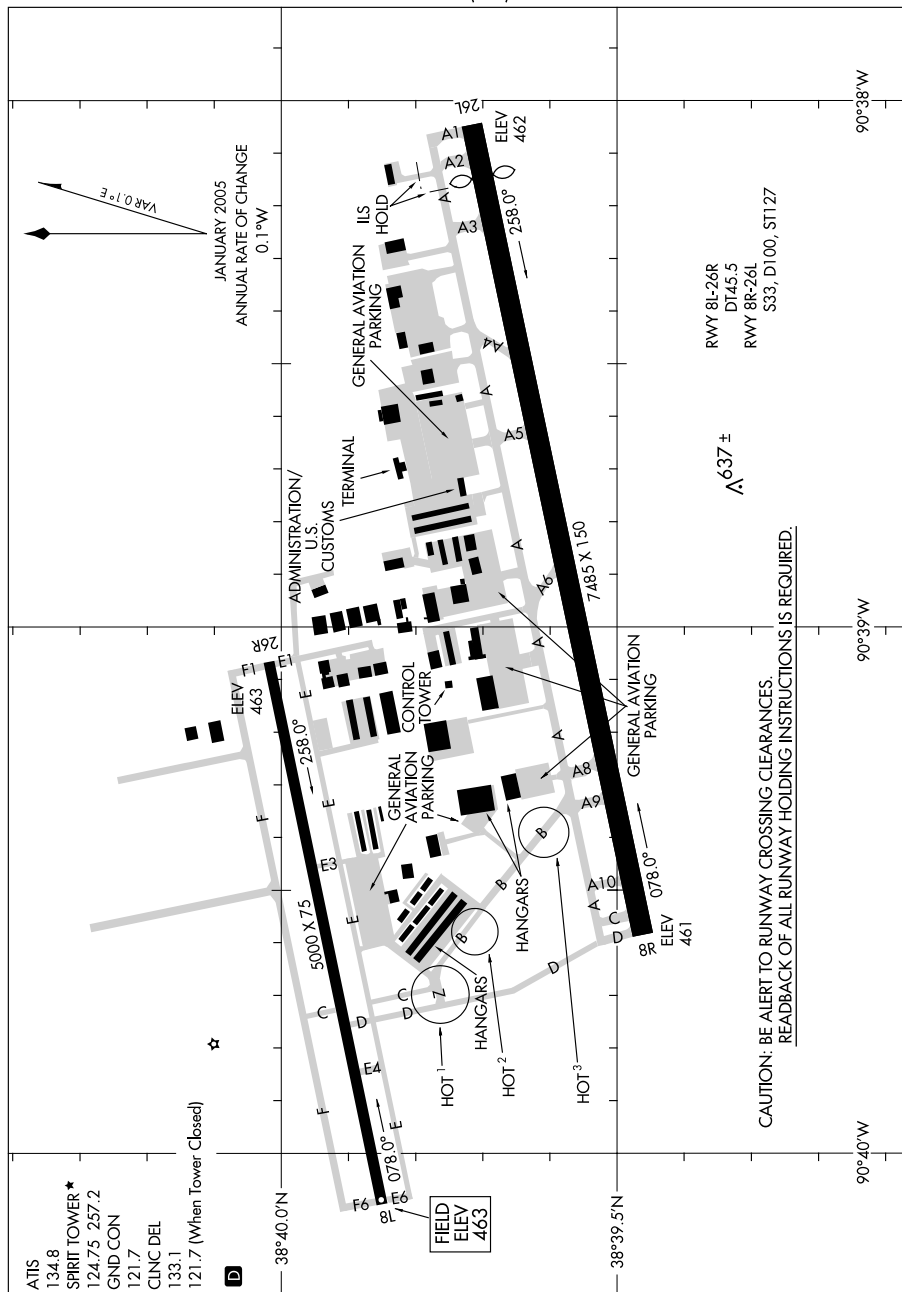 ATIS
134.8
SPIRIT TOWER ★
124.75 257.2
GND CON
121.7
CLNC DEL
133.1
121.7 (When Tower Closed)
D
VAR 0.1° E
JANUARY 2005
ANNUAL RATE OF CHANGE
0.1°W
38°40.0'N
38°39.5'N
90°40'W
90°39'W
90°38'W
FIELD
ELEV
463
8L
F6
E6
078.0°
E
E4
F
C
D
5000 X 75
E3
E
F
E
258.0°
E
ELEV
463
F1
26R
E1
C
D
D
Z
B
B
B
HOT 1
HOT 2
HOT 3
HANGARS
HANGARS
GENERAL
AVIATION
PARKING
CONTROL
TOWER
ADMINISTRATION/
U.S.
CUSTOMS
TERMINAL
GENERAL AVIATION
PARKING
ILS
HOLD
GENERAL AVIATION
PARKING
D
D
C
A
A10
A9
A8
A
A
A6
A
A5
A
A4
A3
A
A2
A1
26L
ELEV
462
258.0°
7485 X 150
078.0°
8R
ELEV
461
637 ±
RWY 8L-26R
DT45.5
RWY 8R-26L
S33, D100, ST127
CAUTION: BE ALERT TO RUNWAY CROSSING CLEARANCES.
READBACK OF ALL RUNWAY HOLDING INSTRUCTIONS IS REQUIRED.